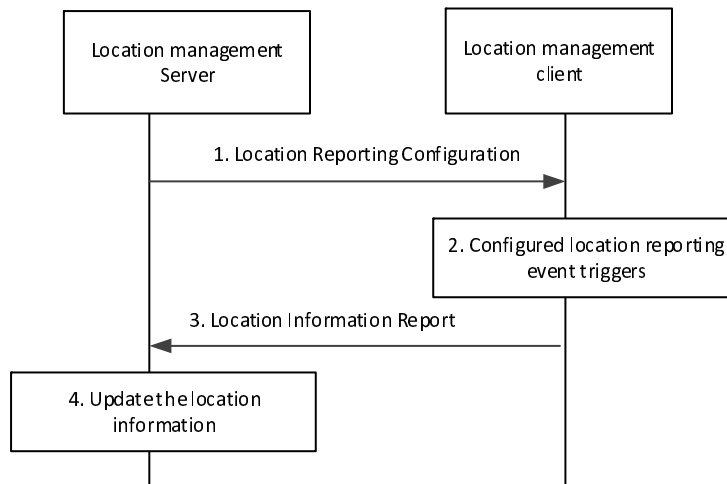 Location management
Server
Location management
client
1. Location Reporting Configuration
2. Configured location reporting
event triggers
3. Location Information Report
4. Update the location
information